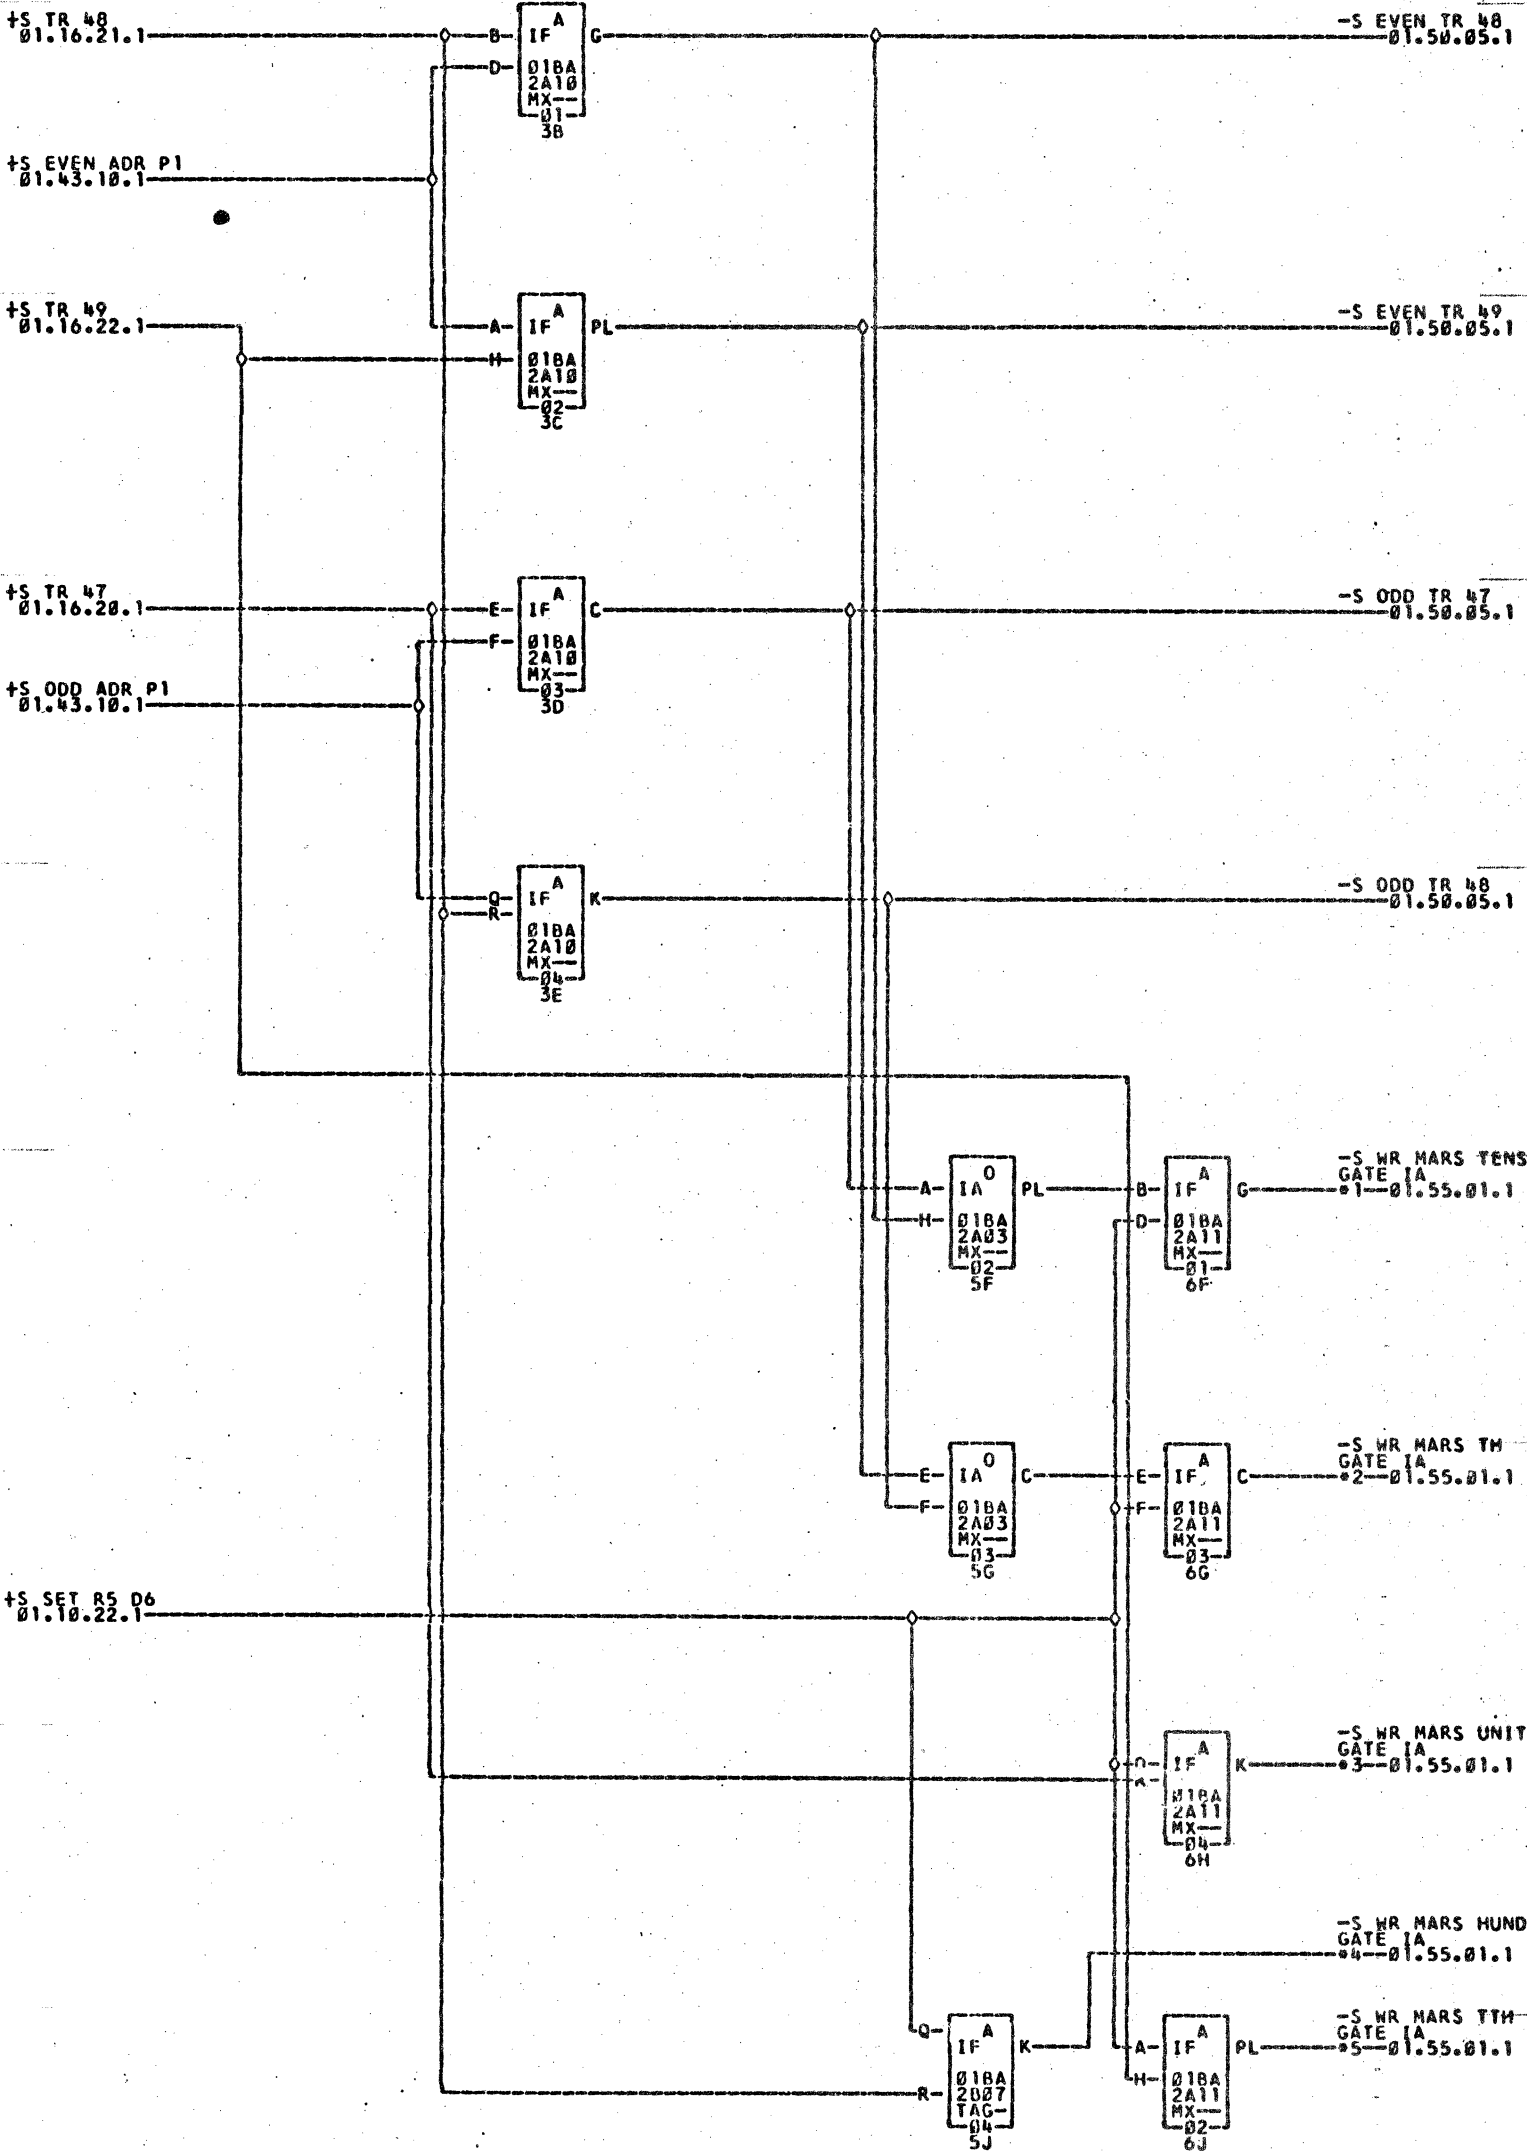 +S TR 48
01.16.21.1
B
D
A
IF
01BA
2A10
MX--
01
3B
G
-S EVEN TR 48
01.50.05.1
+S EVEN ADR P1
01.43.10.1
+S TR 49
01.16.22.1
A
H
A
IF
01BA
2A10
MX--
02
3C
PL
-S EVEN TR 49
01.50.05.1
+S TR 47
01.16.20.1
E
F
A
IF
01BA
2A10
MX--
03
3D
C
-S ODD TR 47
01.50.05.1
+S ODD ADR P1
01.43.10.1
Q
R
A
IF
01BA
2A10
MX--
04
3E
K
-S ODD TR 48
01.50.05.1
A
H
O
IA
01BA
2A03
MX--
02
5F
PL
B
D
A
IF
01BA
2A11
MX--
01
6F
G
-S WR MARS TENS
GATE IA
*1--01.55.01.1
E
F
O
IA
01BA
2A03
MX--
03
5G
C
E
F
A
IF
01BA
2A11
MX--
03
6G
C
-S WR MARS TH
GATE IA
*2--01.55.01.1
+S SET R5 D6
01.10.22.1
A
IF
01BA
2A11
MX--
04
6H
K
-S WR MARS UNIT
GATE IA
*3--01.55.01.1
-S WR MARS HUND
GATE IA
*4--01.55.01.1
Q
R
A
IF
01BA
2B07
TAG-
04
5J
K
A
H
A
IF
01BA
2A11
MX--
02
6J
PL
-S WR MARS TTH
GATE IA
*5--01.55.01.1